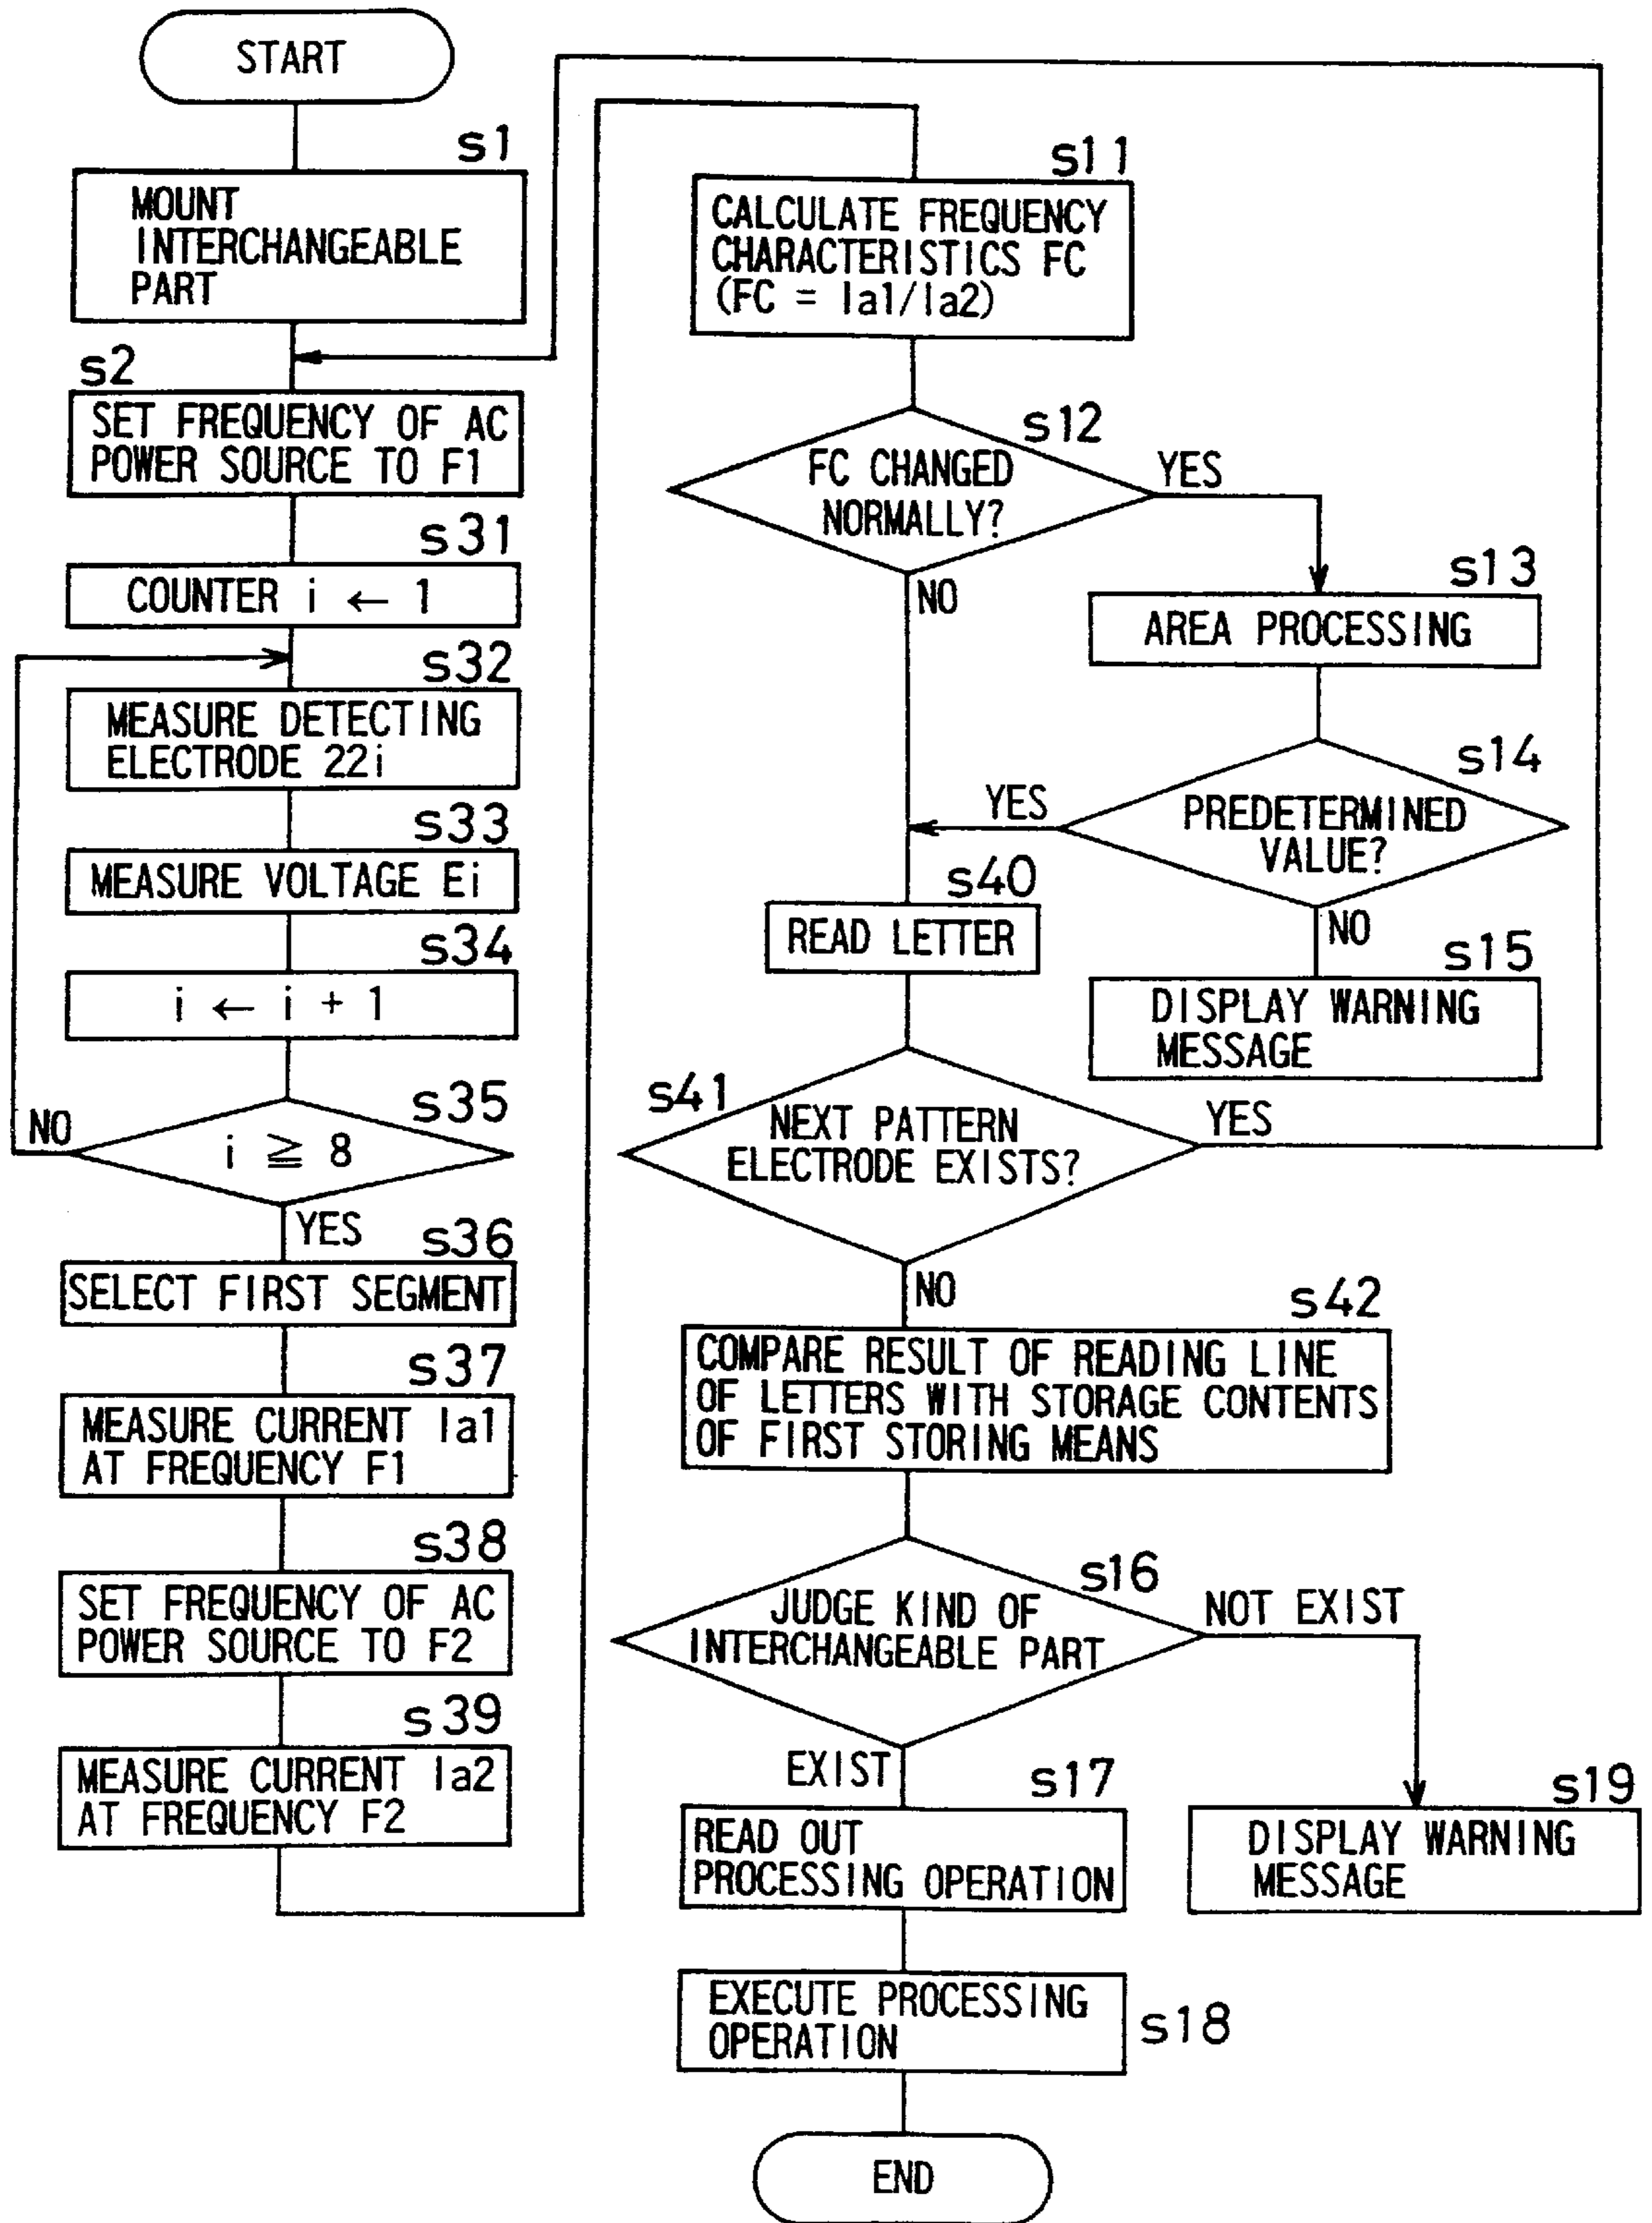 START
s1
MOUNT
INTERCHANGEABLE
PART
s2
SET FREQUENCY OF AC
POWER SOURCE TO F1
s31
COUNTER i ← 1
s32
MEASURE DETECTING
ELECTRODE 22i
s33
MEASURE VOLTAGE Ei
s34
i ← i + 1
s35
i ≧ 8
NO
YES
s36
SELECT FIRST SEGMENT
s37
MEASURE CURRENT Ia1
AT FREQUENCY F1
s38
SET FREQUENCY OF AC
POWER SOURCE TO F2
s39
MEASURE CURRENT Ia2
AT FREQUENCY F2
s11
CALCULATE FREQUENCY
CHARACTERISTICS FC
(FC = Ia1/Ia2)
s12
FC CHANGED
NORMALLY?
YES
NO
s13
AREA PROCESSING
s14
PREDETERMINED
VALUE?
YES
NO
s15
DISPLAY WARNING
MESSAGE
s40
READ LETTER
s41
NEXT PATTERN
ELECTRODE EXISTS?
YES
NO
s42
COMPARE RESULT OF READING LINE
OF LETTERS WITH STORAGE CONTENTS
OF FIRST STORING MEANS
s16
JUDGE KIND OF
INTERCHANGEABLE PART
NOT EXIST
EXIST
s17
READ OUT
PROCESSING OPERATION
s19
DISPLAY WARNING
MESSAGE
EXECUTE PROCESSING
OPERATION
s18
END